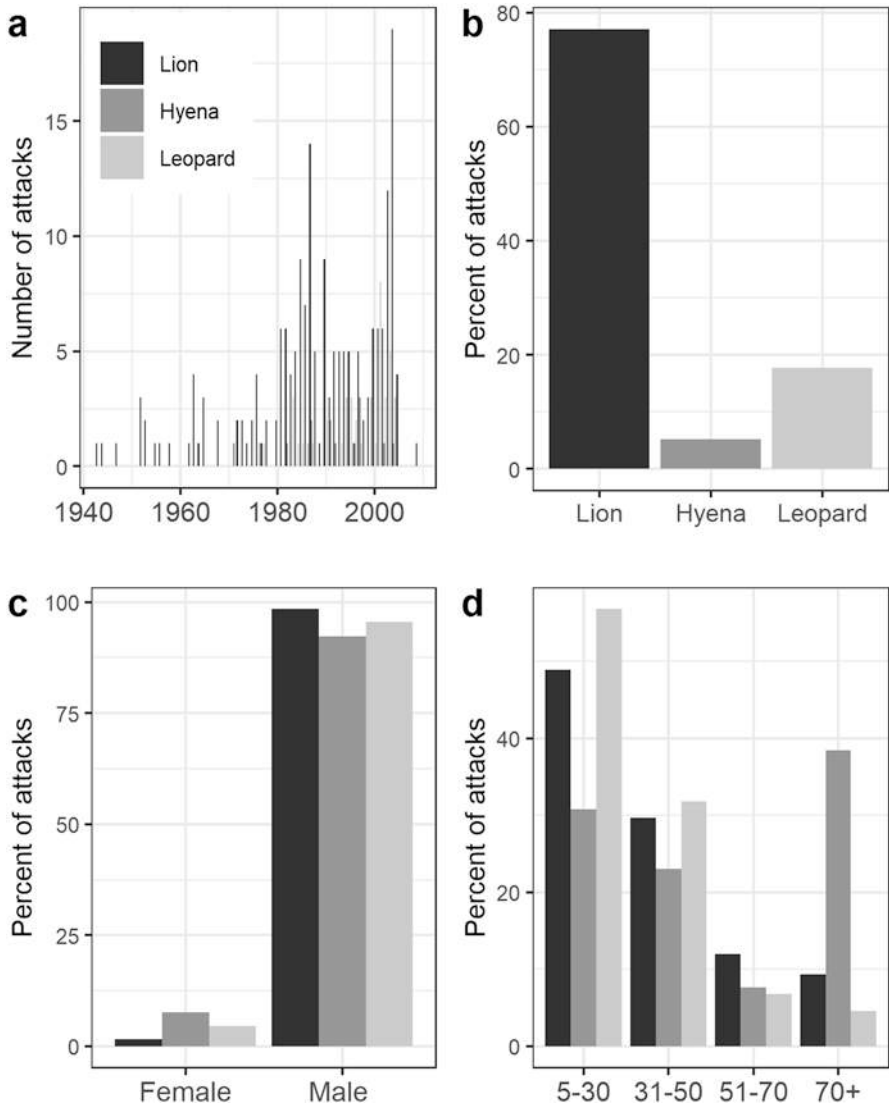 a
Lion
Hyena
Leopard
Number of attacks
15
10
5
0
1940 1960 1980 2000
b
Percent of attacks
80
60
40
20
0
Lion Hyena Leopard
c
Percent of attacks
100
75
50
25
0
Female Male
d
Percent of attacks
40
20
0
5-30 31-50 51-70 70+